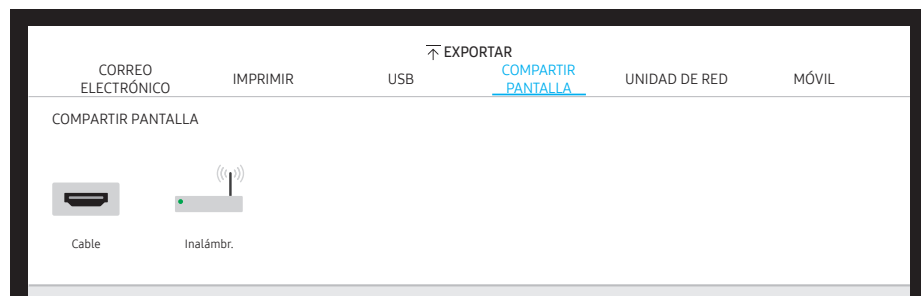 EXPORTAR
CORREO ELECTRÓNICO
IMPRIMIR
USB
COMPARTIR PANTALLA
UNIDAD DE RED
MÓVIL
COMPARTIR PANTALLA
Cable
Inalámbr.